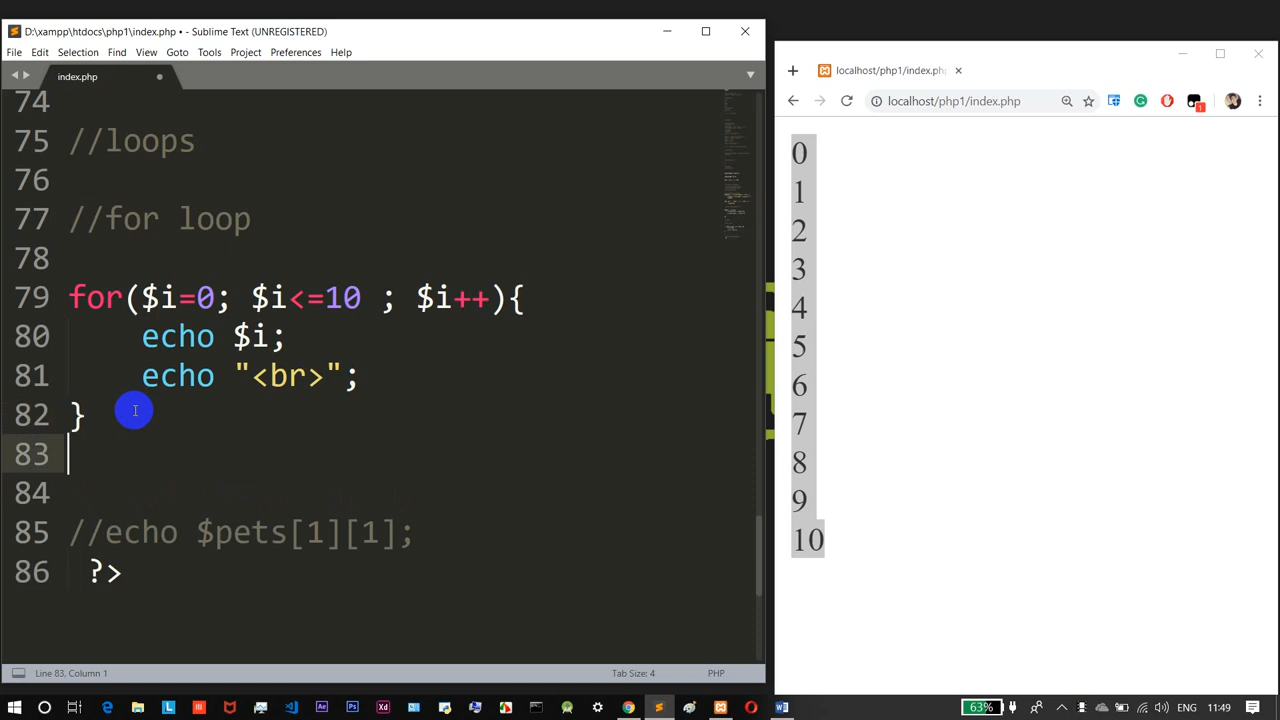 D:\xampp\htdocs\php1\index.php • - Sublime Text (UNREGISTERED)
File Edit Selection Find View Goto Tools Project Preferences Help
index.php
74
75 //loops
76
77 //for loop
78
79 for($i=0; $i<=10 ; $i++){
80 echo $i;
81 echo "<br>";
82 }
83
84
85 //echo $pets[1][1];
86 ?>
Line 83, Column 1 Tab Size: 4 PHP
localhost/php1/index.php
localhost/php1/index.php
1
0
1
2
3
4
5
6
7
8
9
10
63% ENG 11:49